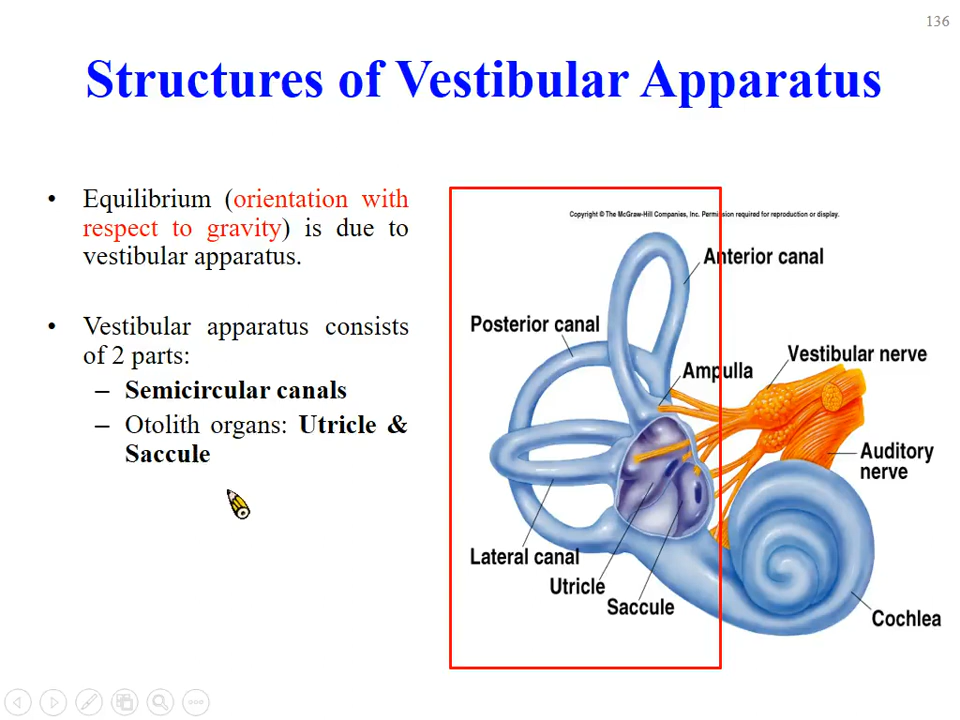 136
Structures of Vestibular Apparatus
• Equilibrium (orientation with
respect to gravity) is due to
vestibular apparatus.
• Vestibular apparatus consists
of 2 parts:
– Semicircular canals
– Otolith organs: Utricle &
Saccule
Copyright © The McGraw-Hill Companies, Inc. Permission required for reproduction or display.
Anterior canal
Posterior canal
Vestibular nerve
Ampulla
Auditory
nerve
Lateral canal
Utricle
Saccule
Cochlea